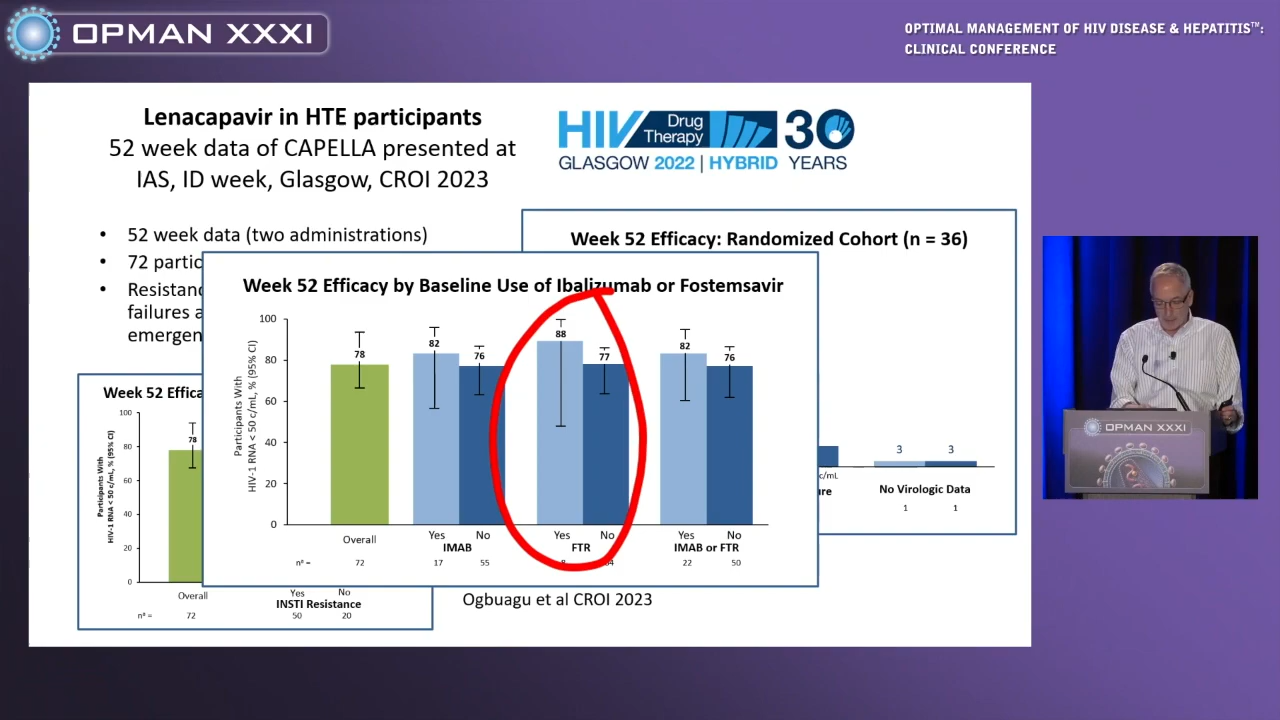 OPMAN XXXI
OPTIMAL MANAGEMENT OF HIV DISEASE & HEPATITIS™:
CLINICAL CONFERENCE
Lenacapavir in HTE participants
52 week data of CAPELLA presented at
IAS, ID week, Glasgow, CROI 2023
HIV Drug Therapy 30
GLASGOW 2022 | HYBRID YEARS
• 52 week data (two administrations)
• 72 partic
• Resistanc
failures a
emergen
Week 52 Efficacy: Randomized Cohort (n = 36)
3 3
c/mL
ure
No Virologic Data
1 1
Week 52 Efficacy by Baseline Use of Ibalizumab or Fostemsavir
Participants With
HIV-1 RNA < 50 c/mL, % (95% CI)
100
80
60
40
20
0
78 82 76 88 77 82 76
Overall Yes No Yes No Yes No
IMAB FTR IMAB or FTR
nª = 72 17 55 8 64 22 50
Week 52 Effica
Participants With
HIV-1 RNA < 50 c/mL, % (95% CI)
100
80
60
40
20
0
78
Overall Yes No
INSTI Resistance
nª = 72 50 20
Ogbuagu et al CROI 2023
OPMAN XXXI